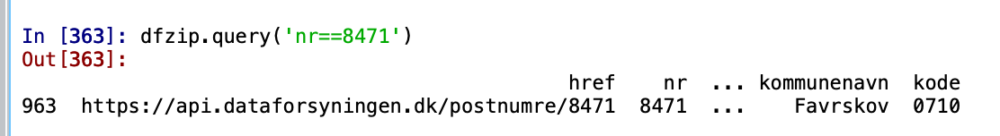 In [363]: dfzip.query('nr==8471')
Out[363]:
href nr ... kommunenavn kode
963 https://api.dataforsyningen.dk/postnumre/8471 8471 ... Favrskov 0710